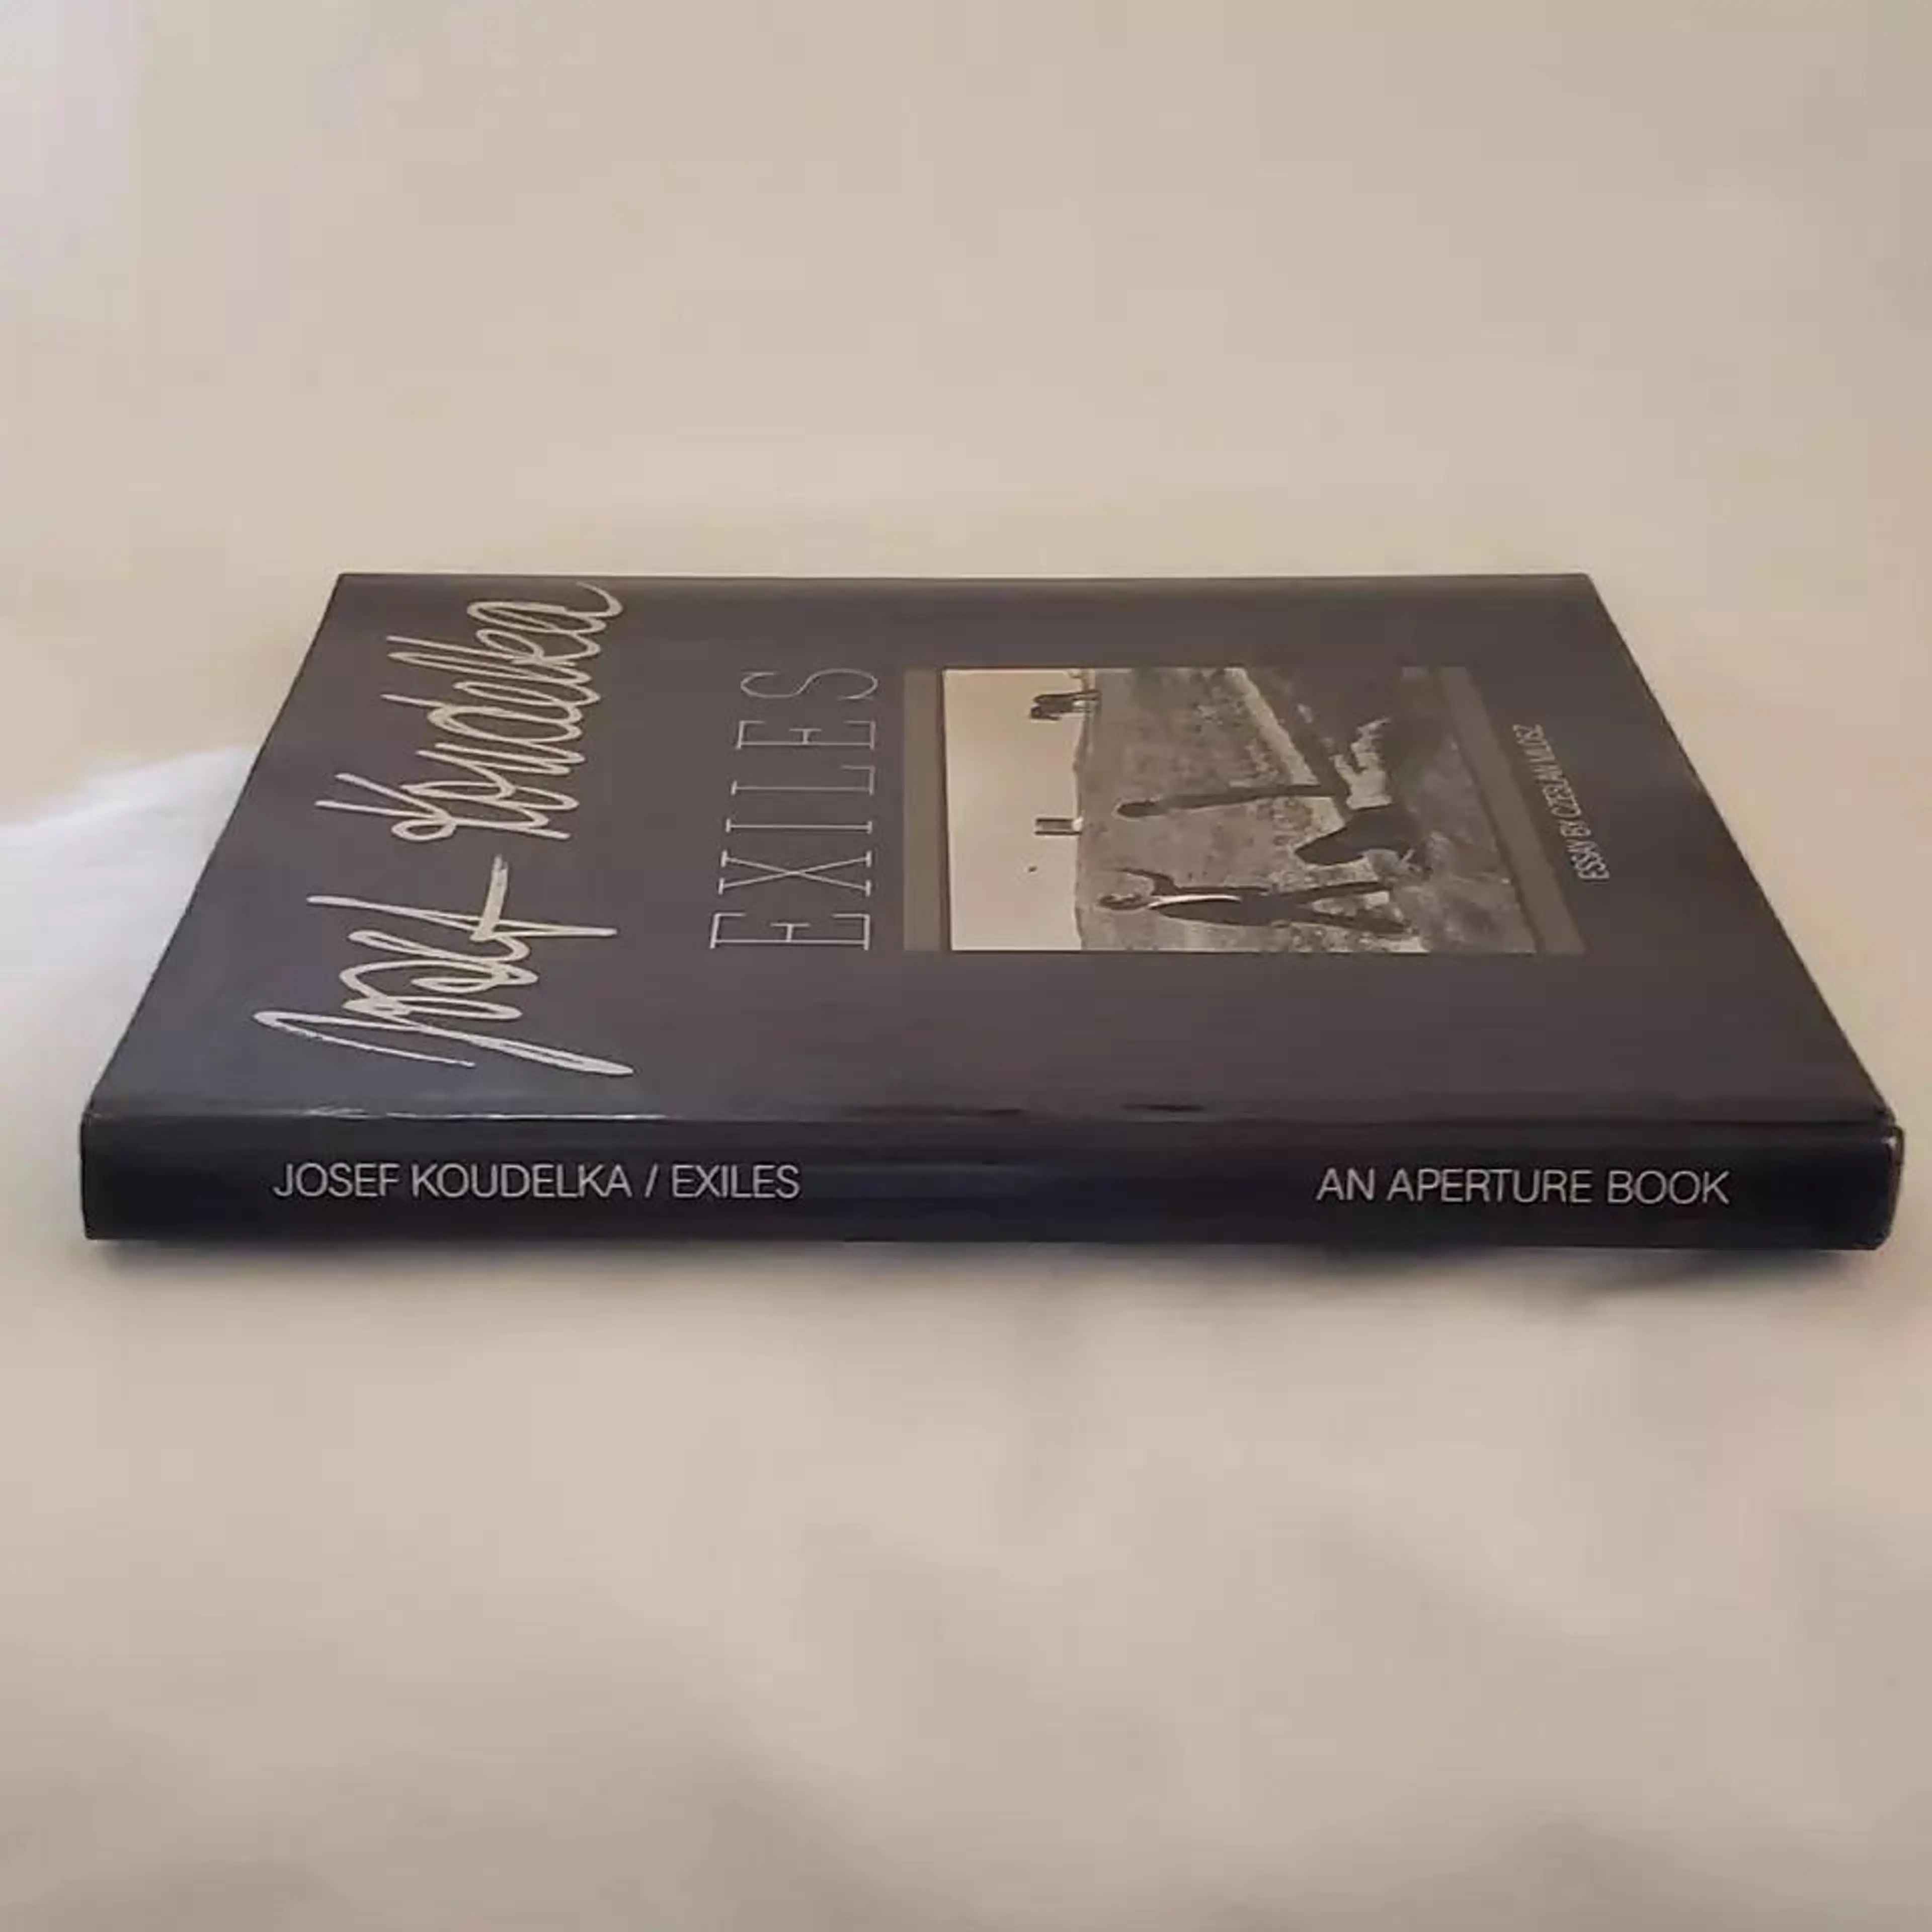 Josef Koudelka
EXILES
ESSAY BY CZESLAW MILOSZ
JOSEF KOUDELKA / EXILES
AN APERTURE BOOK